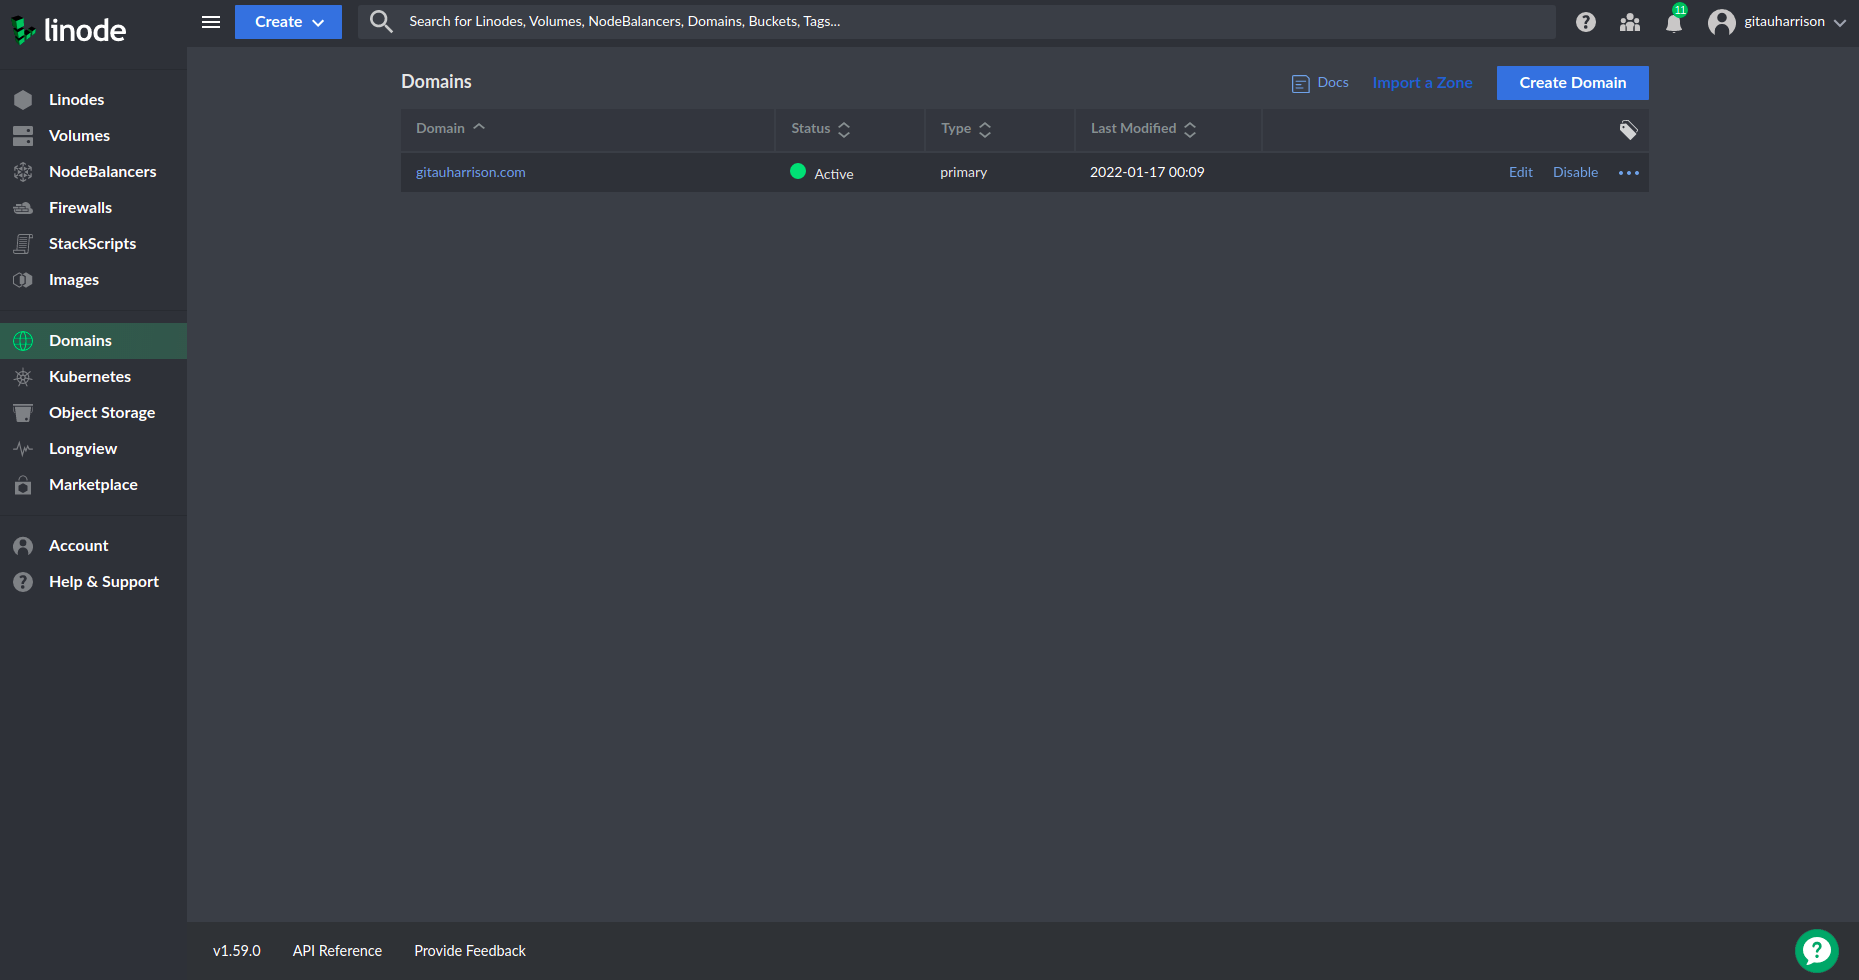 linode
Create
Search for Linodes, Volumes, NodeBalancers, Domains, Buckets, Tags...
11
gitauharrison
Linodes
Volumes
NodeBalancers
Firewalls
StackScripts
Images
Domains
Kubernetes
Object Storage
Longview
Marketplace
Account
Help & Support
Domains
Docs
Import a Zone
Create Domain
Domain Status Type Last Modified
gitauharrison.com Active primary 2022-01-17 00:09 Edit Disable
v1.59.0 API Reference Provide Feedback